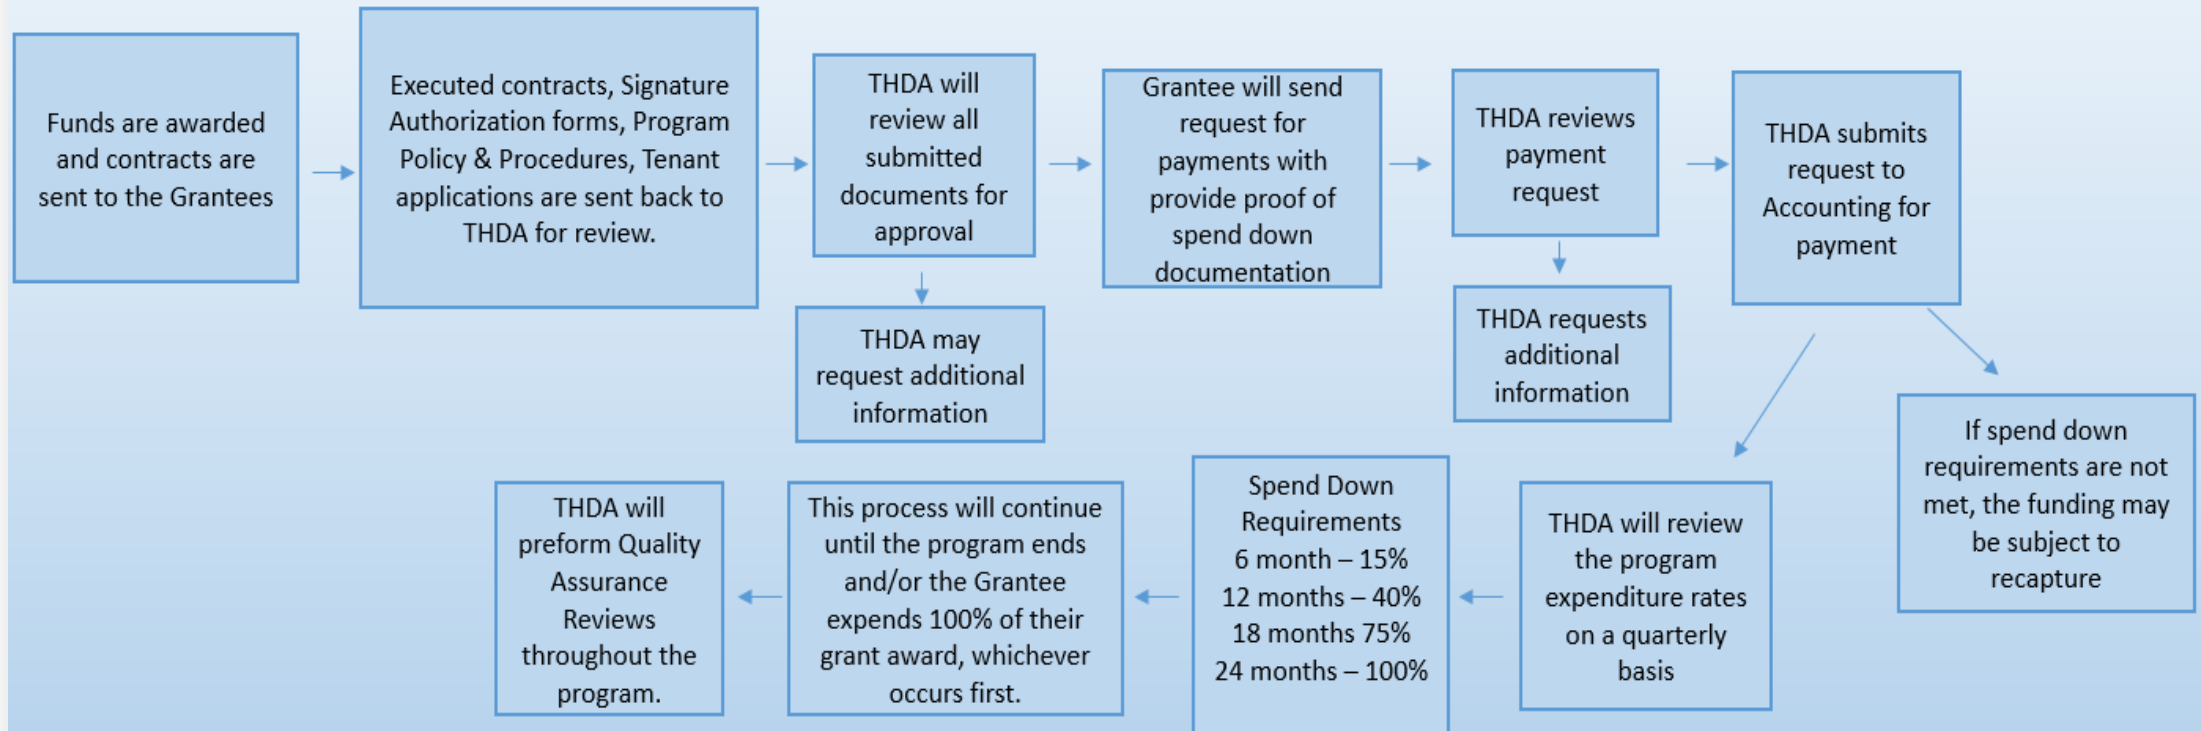 Funds are awarded
and contracts are
sent to the Grantees
Executed contracts, Signature
Authorization forms, Program
Policy & Procedures, Tenant
applications are sent back to
THDA for review.
THDA will
review all
submitted
documents for
approval
THDA may
request additional
information
Grantee will send
request for
payments with
provide proof of
spend down
documentation
THDA reviews
payment
request
THDA requests
additional
information
THDA submits
request to
Accounting for
payment
If spend down
requirements are not
met, the funding may
be subject to
recapture
THDA will review
the program
expenditure rates
on a quarterly
basis
Spend Down
Requirements
6 month – 15%
12 months – 40%
18 months 75%
24 months – 100%
This process will continue
until the program ends
and/or the Grantee
expends 100% of their
grant award, whichever
occurs first.
THDA will
preform Quality
Assurance
Reviews
throughout the
program.